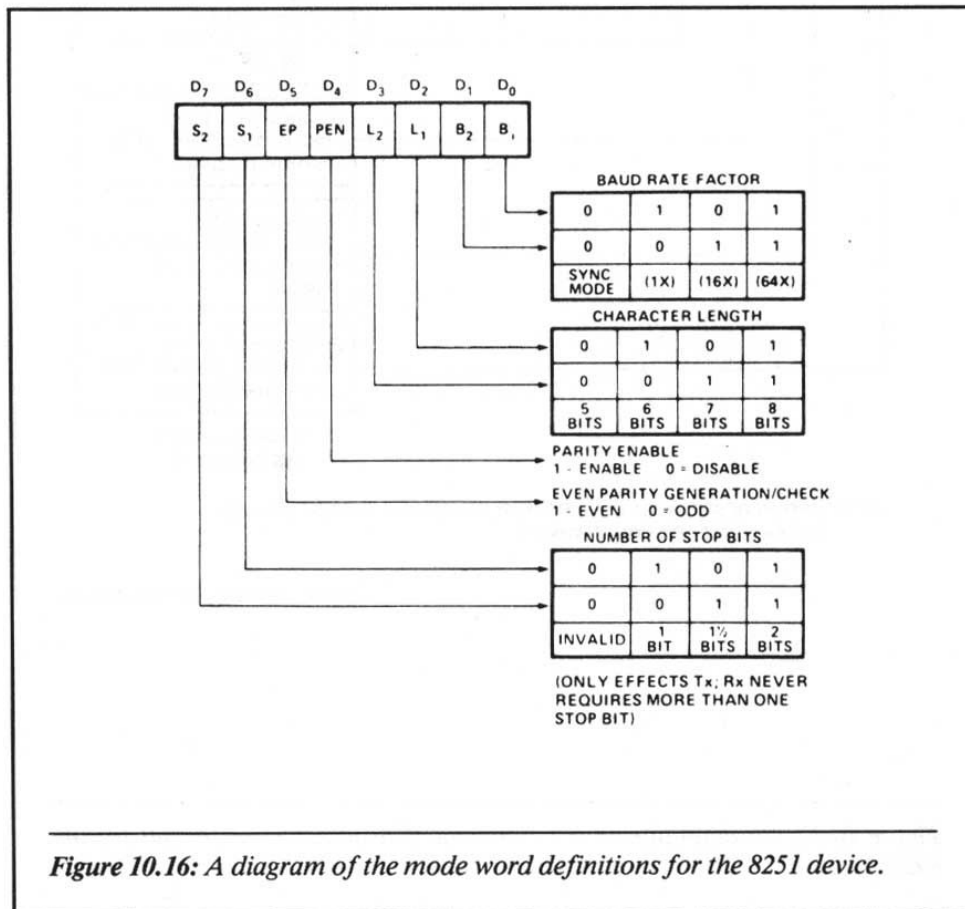 D7 D6 D5 D4 D3 D2 D1 D0
S2 S1 EP PEN L2 L1 B2 B1
BAUD RATE FACTOR
0 1 0 1
0 0 1 1
SYNC MODE (1X) (16X) (64X)
CHARACTER LENGTH
0 1 0 1
0 0 1 1
5 BITS 6 BITS 7 BITS 8 BITS
PARITY ENABLE
1 - ENABLE 0 = DISABLE
EVEN PARITY GENERATION/CHECK
1 - EVEN 0 = ODD
NUMBER OF STOP BITS
0 1 0 1
0 0 1 1
INVALID 1 BIT 1½ BITS 2 BITS
(ONLY EFFECTS Tx; Rx NEVER
REQUIRES MORE THAN ONE
STOP BIT)
Figure 10.16: A diagram of the mode word definitions for the 8251 device.